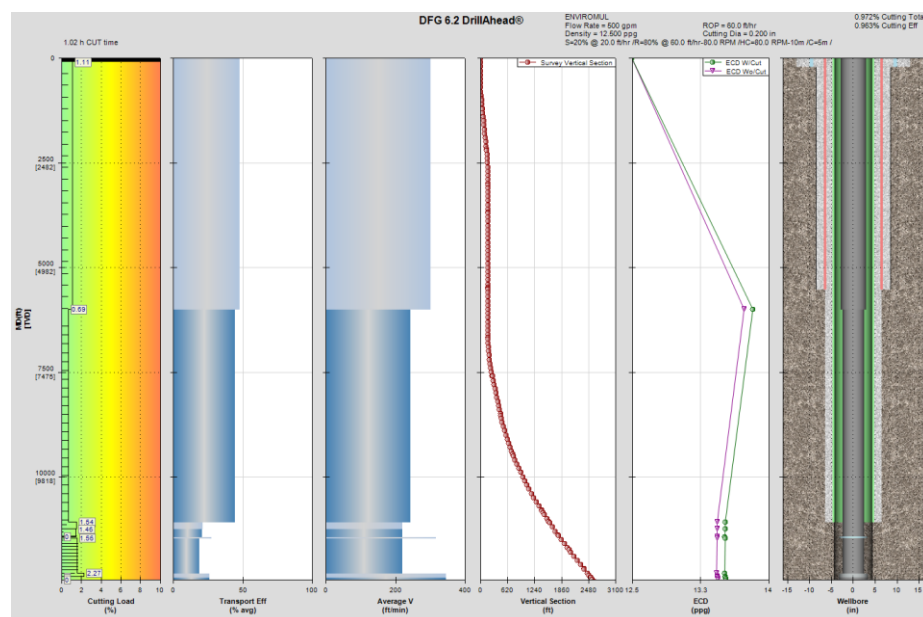 DFG 6.2 DrillAhead®
ENVIROMUL
Flow Rate = 500 gpm
Density = 12.500 ppg
ROP = 60.0 ft/hr
Cutting Dia = 0.200 in
S=20% @ 20.0 ft/hr /R=80% @ 60.0 ft/hr-80.0 RPM /HC=80.0 RPM-10m /C=5m /
0.972% Cutting Tota
0.963% Cutting Eff
1.02 h CUT time
MD(ft)
[TVD]
0
2500
[2482]
5000
[4982]
7500
[7475]
10000
[9818]
1.11
0.59
1.54
1.46
0
1.56
2.27
0
0 2 4 6 8 10
Cutting Load
(%)
0 50 100
Transport Eff
(% avg)
0 200 400
Average V
(ft/min)
Survey Vertical Section
0 620 1240 1860 2480 3100
Vertical Section
(ft)
ECD W/Cut
ECD Wo/Cut
12.5 13.3 14
ECD
(ppg)
-15 -10 -5 0 5 10 15
Wellbore
(in)